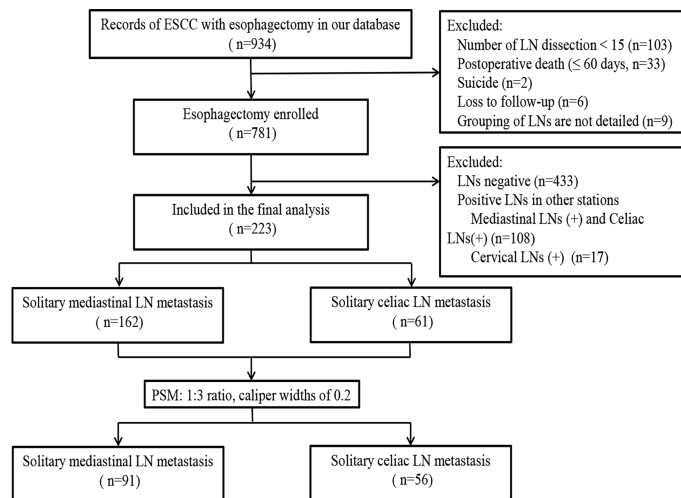 Records of ESCC with esophagectomy in our database
(n=934)
Excluded:
Number of LN dissection < 15 (n=103)
Postoperative death (≤ 60 days, n=33)
Suicide (n=2)
Loss to follow-up (n=6)
Grouping of LNs are not detailed (n=9)
Esophagectomy enrolled
(n=781)
Excluded:
LNs negative (n=433)
Positive LNs in other stations
Mediastinal LNs (+) and Celiac
LNs(+) (n=108)
Cervical LNs (+) (n=17)
Included in the final analysis
(n=223)
Solitary mediastinal LN metastasis
( n=162)
Solitary celiac LN metastasis
( n=61)
PSM: 1:3 ratio, caliper widths of 0.2
Solitary mediastinal LN metastasis
(n=91)
Solitary celiac LN metastasis
( n=56)